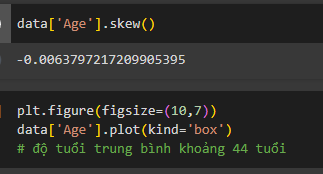 data['Age'].skew()
-0.0063797217209905395
plt.figure(figsize=(10,7))
data['Age'].plot(kind='box')
# độ tuổi trung bình khoảng 44 tuổi